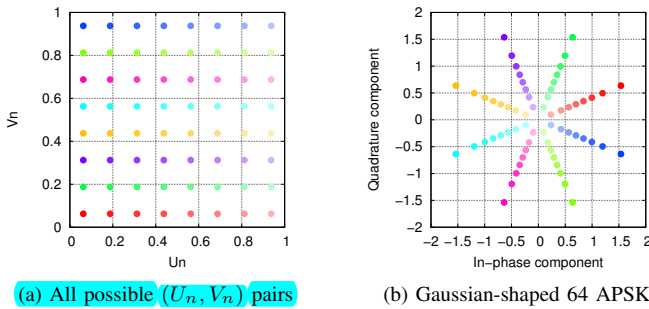 1
0.8
0.6
0.4
0.2
0
Vn
0 0.2 0.4 0.6 0.8 1
Un
(a) All possible (Uₙ, Vₙ) pairs
2
1.5
1
0.5
0
−0.5
−1
−1.5
−2
Quadrature component
−2 −1.5 −1 −0.5 0 0.5 1 1.5 2
In−phase component
(b) Gaussian-shaped 64 APSK